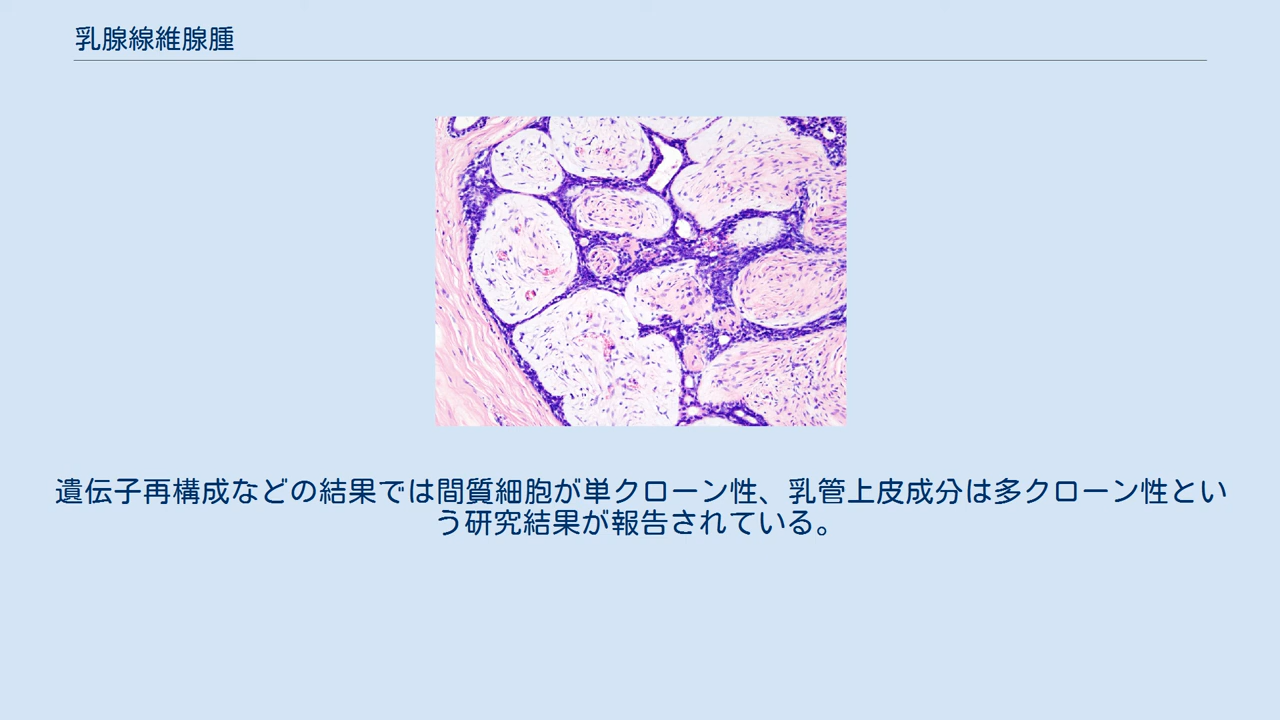 乳腺線維腺腫
遺伝子再構成などの結果では間質細胞が単クローン性、乳管上皮成分は多クローン性とい
う研究結果が報告されている。